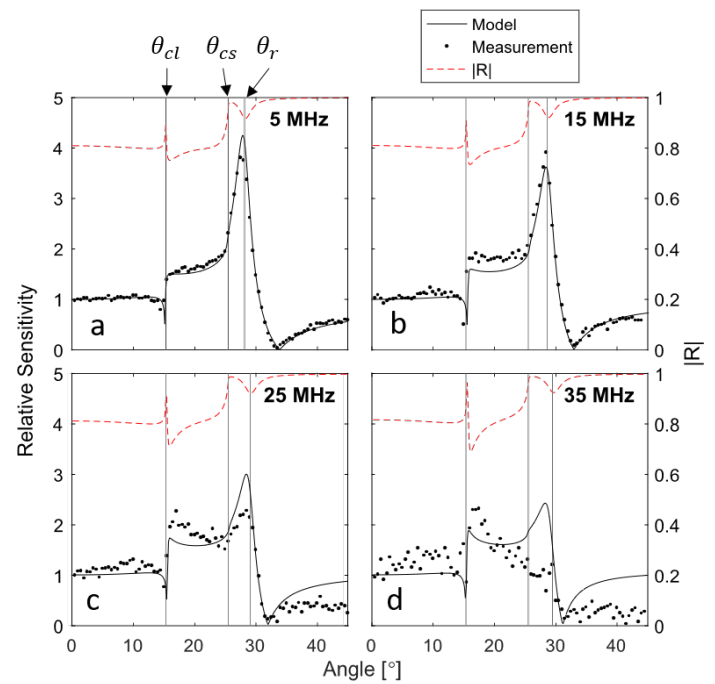 Model
Measurement
|R|
θcl θcs θr
5 MHz
15 MHz
5
4
3
2
1
0
a
b
1
0.8
0.6
0.4
0.2
0
25 MHz
35 MHz
5
4
3
2
1
0
c
d
1
0.8
0.6
0.4
0.2
0
0 10 20 30 40
0 10 20 30 40
Relative Sensitivity
|R|
Angle [°]